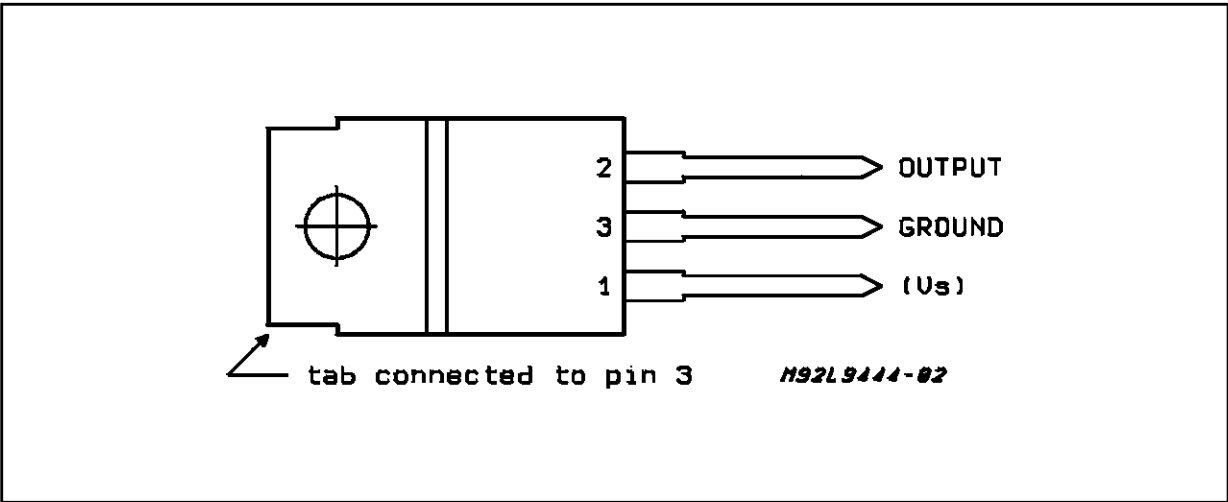 2 OUTPUT
3 GROUND
1 (Vs)
tab connected to pin 3
M92L9444-02